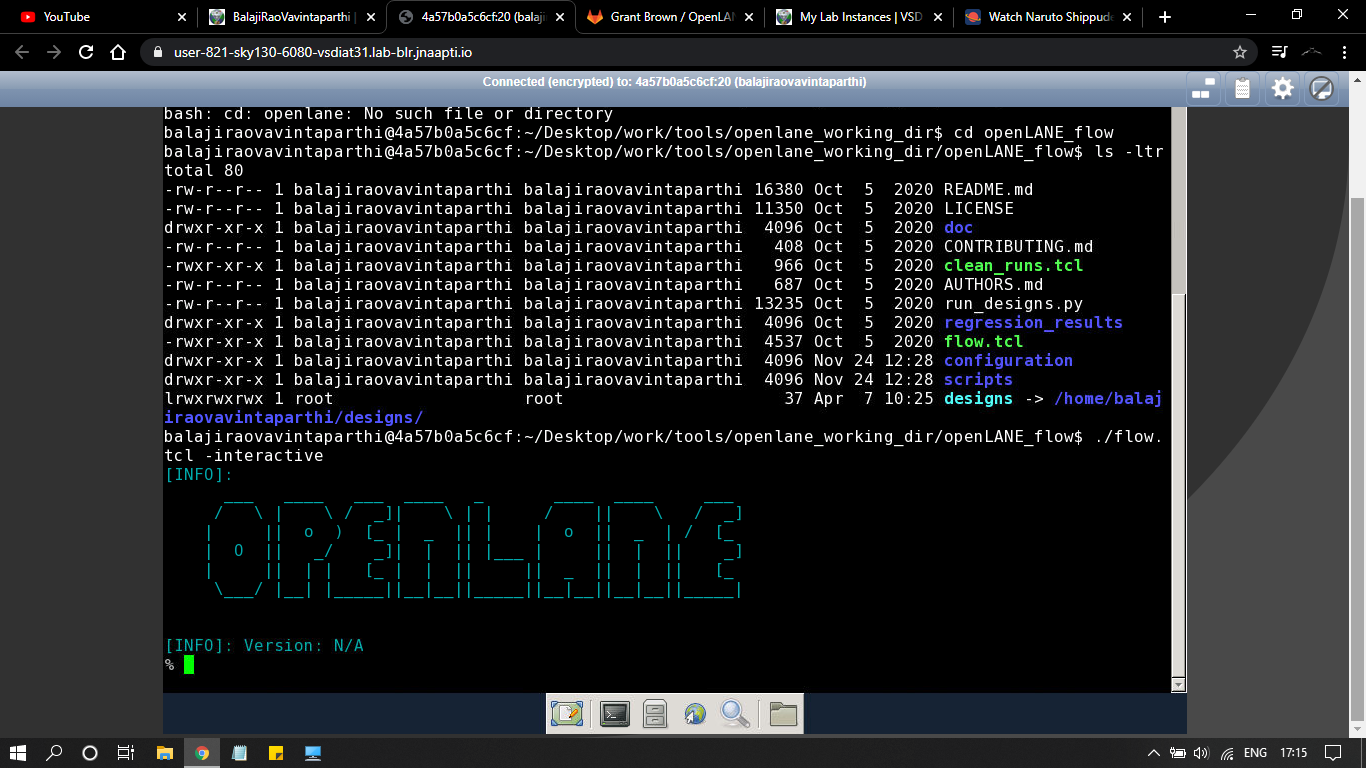 YouTube
BalajiRaoVavintaparthi |
4a57b0a5c6cf:20 (balaji
Grant Brown / OpenLAN
My Lab Instances | VSD
Watch Naruto Shippude
user-821-sky130-6080-vsdiat31.lab-blr.jnaapti.io
Connected (encrypted) to: 4a57b0a5c6cf:20 (balajiraovavintaparthi)
bash: cd: openlane: No such file or directory
balajiraovavintaparthi@4a57b0a5c6cf:~/Desktop/work/tools/openlane_working_dir$ cd openLANE_flow
balajiraovavintaparthi@4a57b0a5c6cf:~/Desktop/work/tools/openlane_working_dir/openLANE_flow$ ls -ltr
total 80
-rw-r--r-- 1 balajiraovavintaparthi balajiraovavintaparthi 16380 Oct  5  2020 README.md
-rw-r--r-- 1 balajiraovavintaparthi balajiraovavintaparthi 11350 Oct  5  2020 LICENSE
drwxr-xr-x 1 balajiraovavintaparthi balajiraovavintaparthi  4096 Oct  5  2020 doc
-rw-r--r-- 1 balajiraovavintaparthi balajiraovavintaparthi   408 Oct  5  2020 CONTRIBUTING.md
-rwxr-xr-x 1 balajiraovavintaparthi balajiraovavintaparthi   966 Oct  5  2020 clean_runs.tcl
-rw-r--r-- 1 balajiraovavintaparthi balajiraovavintaparthi   687 Oct  5  2020 AUTHORS.md
-rw-r--r-- 1 balajiraovavintaparthi balajiraovavintaparthi 13235 Oct  5  2020 run_designs.py
drwxr-xr-x 1 balajiraovavintaparthi balajiraovavintaparthi  4096 Oct  5  2020 regression_results
-rwxr-xr-x 1 balajiraovavintaparthi balajiraovavintaparthi  4537 Oct  5  2020 flow.tcl
drwxr-xr-x 1 balajiraovavintaparthi balajiraovavintaparthi  4096 Nov 24 12:28 configuration
drwxr-xr-x 1 balajiraovavintaparthi balajiraovavintaparthi  4096 Nov 24 12:28 scripts
lrwxrwxrwx 1 root                   root                      37 Apr  7 10:25 designs -> /home/balaj
iraovavintaparthi/designs/
balajiraovavintaparthi@4a57b0a5c6cf:~/Desktop/work/tools/openlane_working_dir/openLANE_flow$ ./flow.
tcl -interactive
[INFO]:
OPENLANE
[INFO]: Version: N/A
%
ENG
17:15